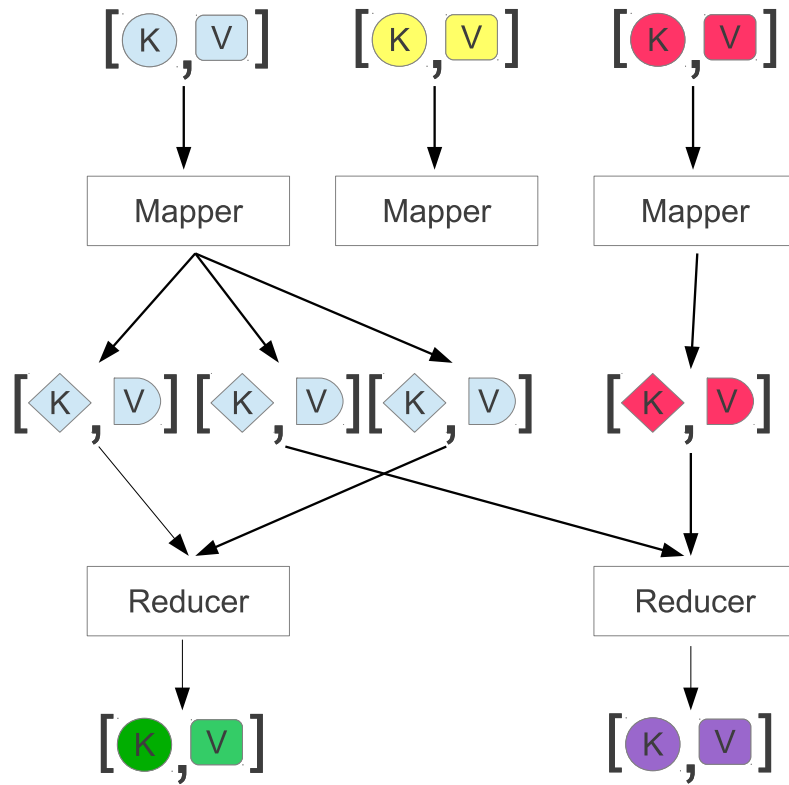 [K, V] [K, V] [K, V]
Mapper Mapper Mapper
[K, V] [K, V] [K, V] [K, V]
Reducer Reducer
[K, V] [K, V]